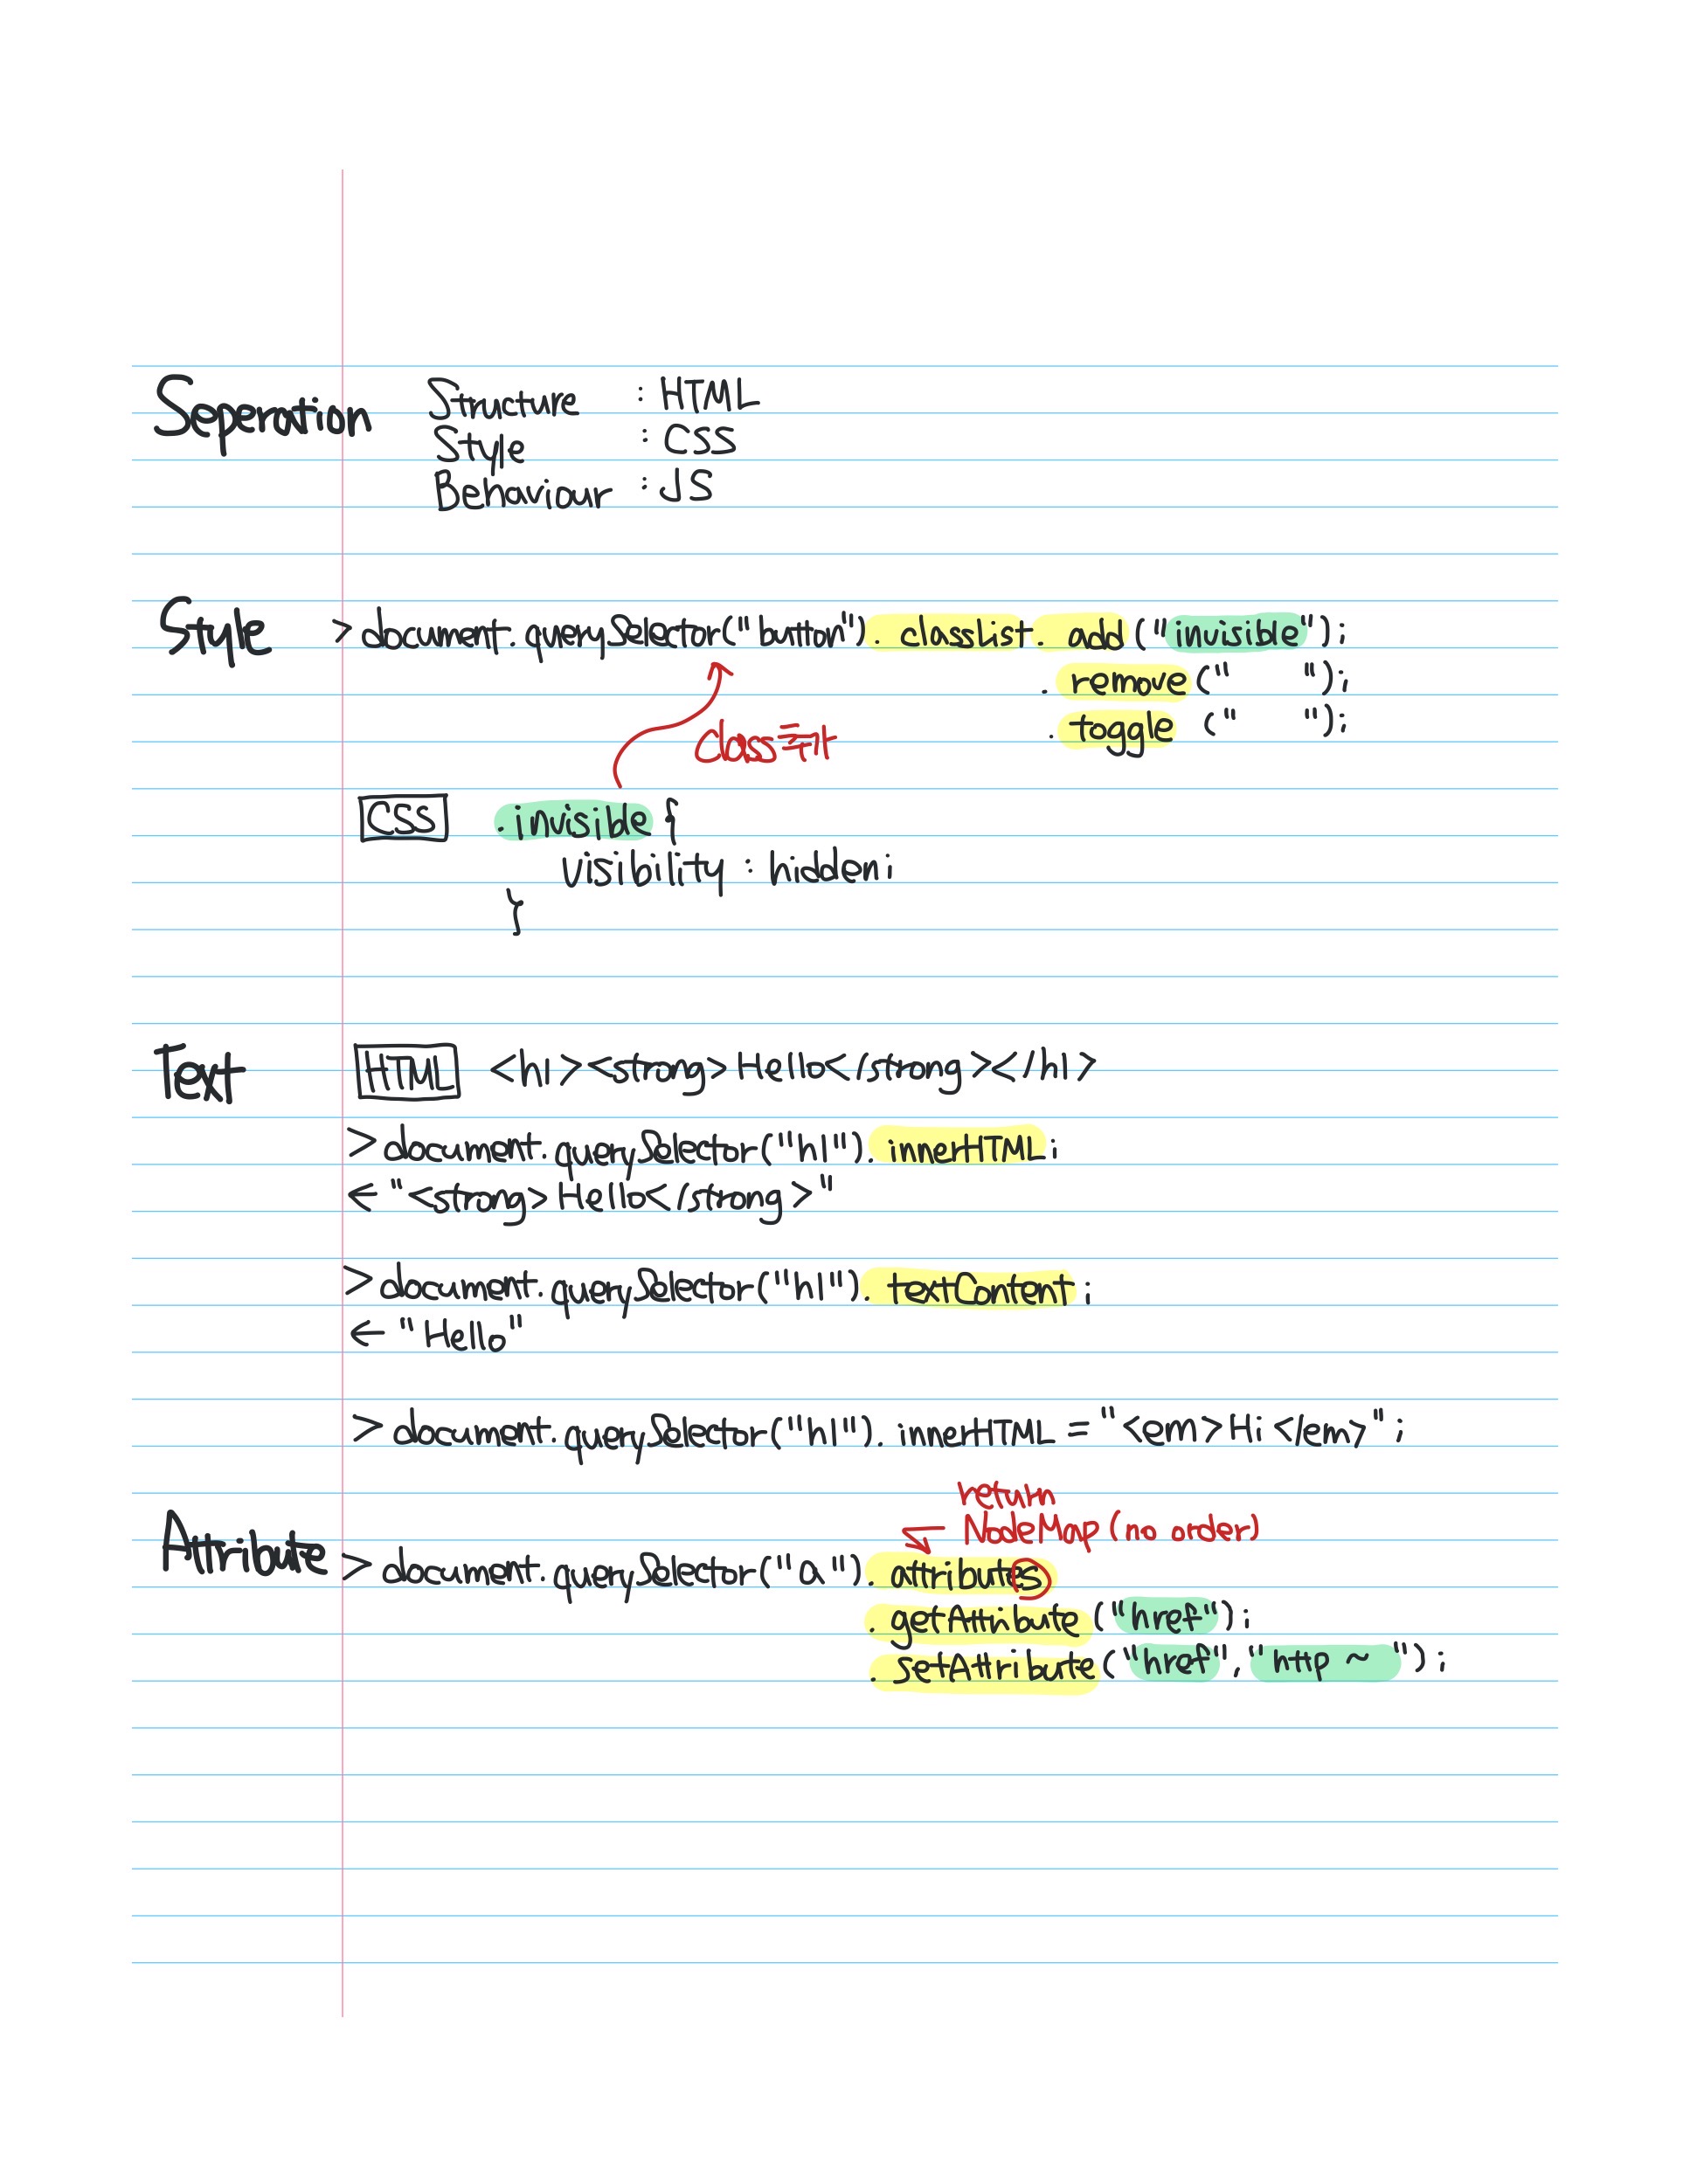 Seperation
Structure : HTML
Style : CSS
Behaviour : JS
Style
> document.querySelector("button").classList.add("invisible");
.remove(" ");
.toggle (" ");
class추가
CSS
.invisible {
visibility : hidden;
}
Text
HTML <h1><strong>Hello</strong></h1>
> document.querySelector("h1").innerHTML;
← "<strong>Hello</strong>"
> document.querySelector("h1").textContent;
← "Hello"
> document.querySelector("h1").innerHTML = "<em>Hi</em>";
return
← NodeMap (no order)
Attribute
> document.querySelector("a").attributes
.getAttribute ("href");
.setAttribute ("href", "http ~ ");